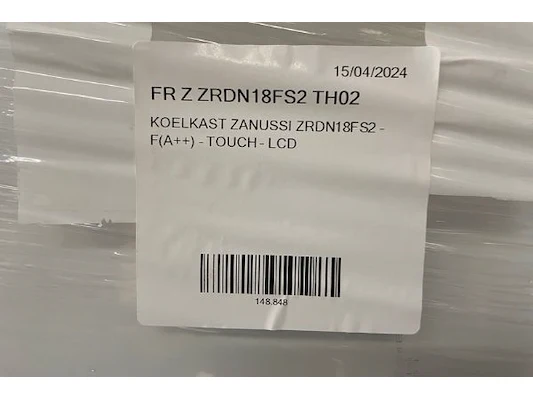 15/04/2024
FR Z ZRDN18FS2 TH02
KOELKAST ZANUSSI ZRDN18FS2 -
F(A++) - TOUCH - LCD
148.848